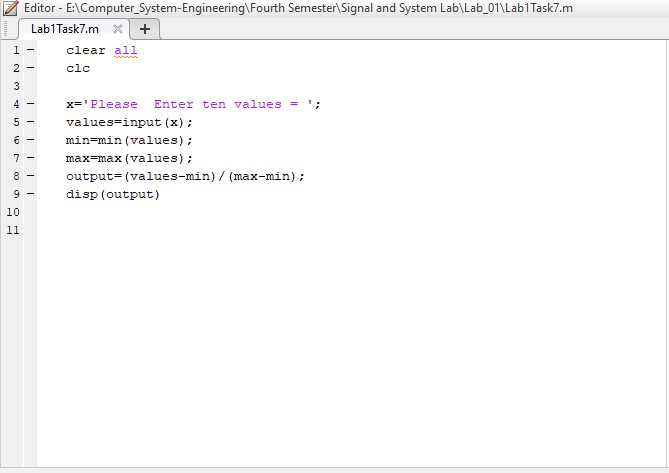 Editor - E:\Computer_System-Engineering\Fourth Semester\Signal and System Lab\Lab_01\Lab1Task7.m
Lab1Task7.m
1 – clear all
2 – clc
3
4 – x='Please  Enter ten values = ';
5 – values=input(x);
6 – min=min(values);
7 – max=max(values);
8 – output=(values-min)/(max-min);
9 – disp(output)
10
11